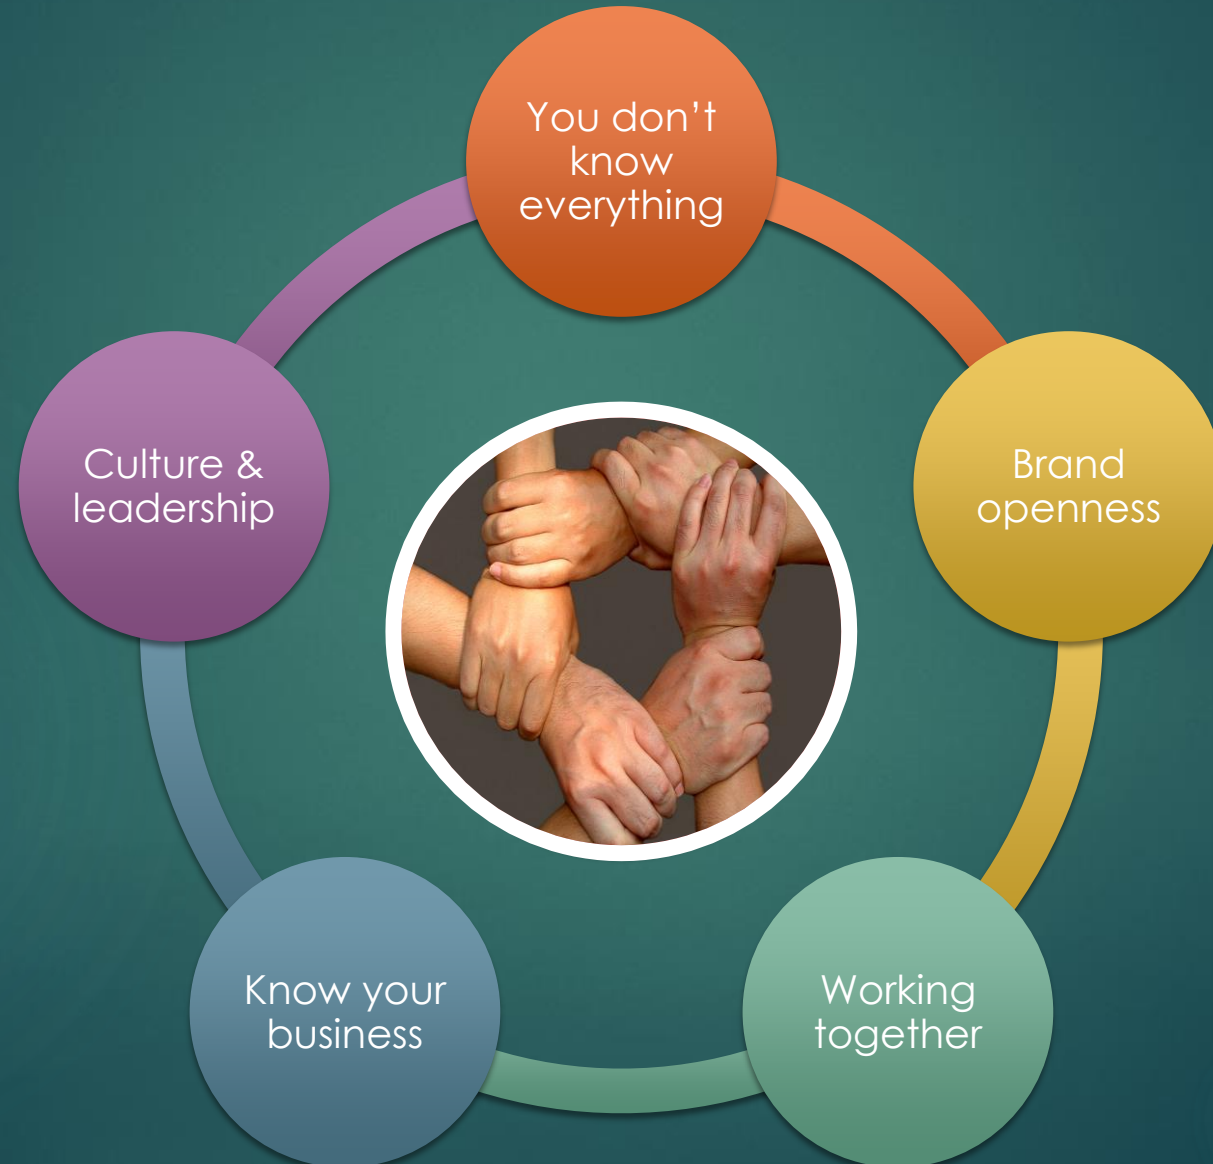 You don’t
know
everything
Brand
openness
Working
together
Know your
business
Culture &
leadership